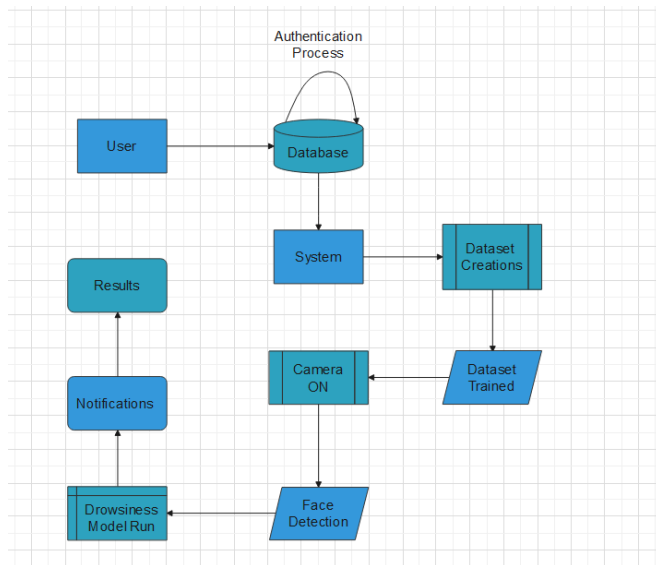 Authentication
Process
User
Database
System
Dataset
Creations
Results
Camera
ON
Dataset
Trained
Notifications
Drowsiness
Model Run
Face
Detection